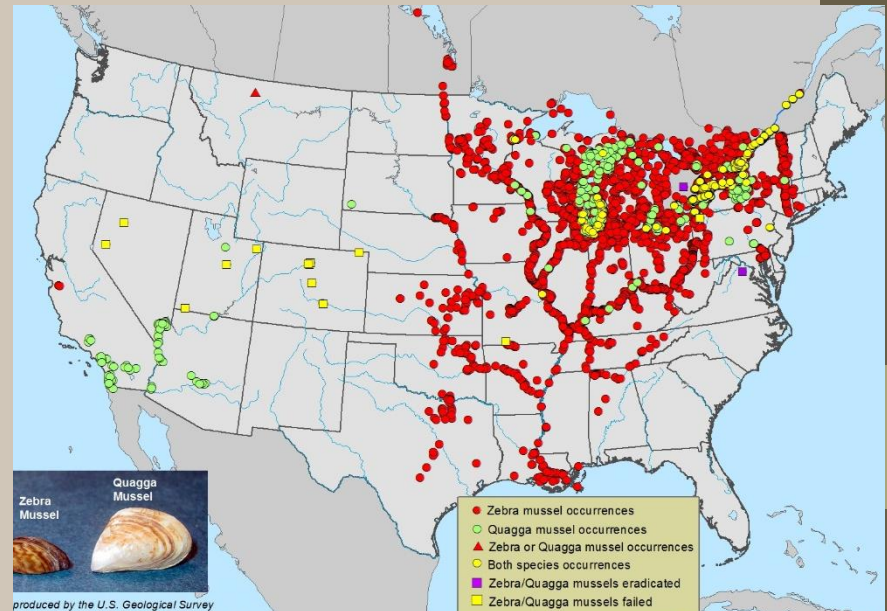 Zebra
Mussel
Quagga
Mussel
produced by the U.S. Geological Survey
Zebra mussel occurrences
Quagga mussel occurrences
Zebra or Quagga mussel occurrences
Both species occurrences
Zebra/Quagga mussels eradicated
Zebra/Quagga mussels failed